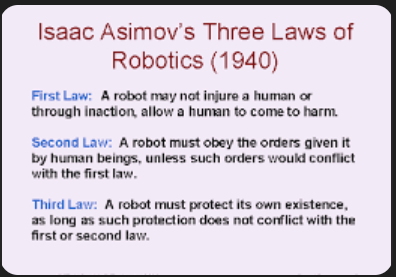 Isaac Asimov's Three Laws of
Robotics (1940)
First Law: A robot may not injure a human or
through inaction, allow a human to come to harm.
Second Law: A robot must obey the orders given it
by human beings, unless such orders would conflict
with the first law.
Third Law: A robot must protect its own existence,
as long as such protection does not conflict with the
first or second law.